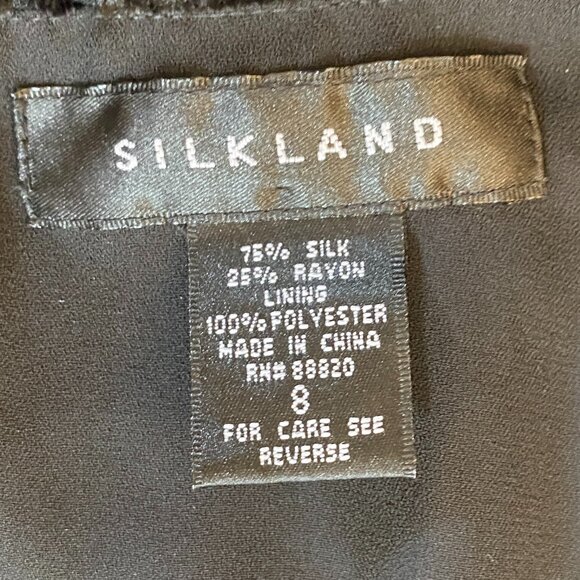 SILKLAND
75% SILK
25% RAYON
LINING
100% POLYESTER
MADE IN CHINA
RN# 88820
8
FOR CARE SEE
REVERSE